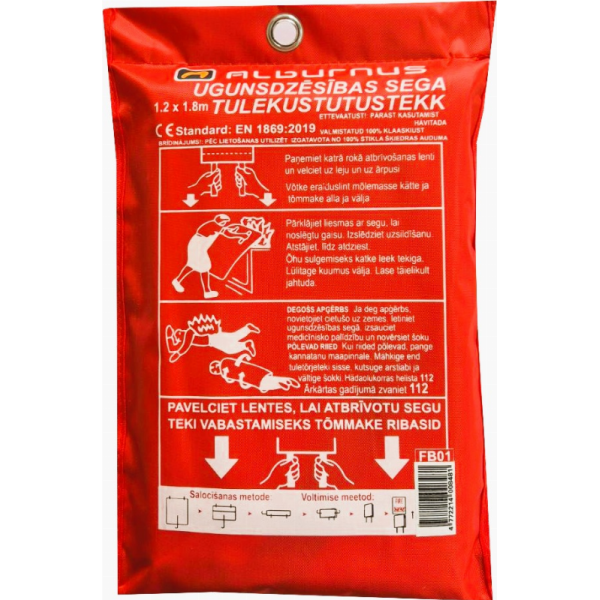 ALBURNUS
UGUNSDZĒSĪBAS SEGA
1.2 x 1.8m TULEKUSTUTUSTEKK
ETTEVAATUST! PÄRAST KASUTAMIST
HÄVITADA
CE Standard: EN 1869:2019 VALMISTATUD 100% KLAASKIUST
BRĪDINĀJUMS! PĒC LIETOŠANAS UTILIZĒT IZGATAVOTA NO 100% STIKLA ŠĶIEDRAS AUDUMA
Paņemiet katrā rokā atbrīvošanas lenti
un velciet uz leju un uz ārpusi
Võtke eralduslint mõlemasse kätte ja
tõmmake alla ja välja
Pārklājiet liesmas ar segu, lai
noslēgtu gaisu. Izslēdziet uzsildīšanu
Atstājiet, līdz atdziest.
Õhu sulgemiseks katke leek tekiga.
Lülitage kuumus välja. Lase täielikult
jahtuda.
DEGOŠS APĢĒRBS Ja deg apģērbs,
novietojiet cietušo uz zemes. Ietiniet
ugunsdzēsības segā, izsauciet
medicīnisko palīdzību un novērsiet šoku
PÕLEVAD RIIED Kui riided põlevad, pange
kannatanu maapinnale. Mähkige end
tuletõrjeteki sisse, kutsuge arstiabi ja
vältige šokki. Hädaolukorras helista 112
Ārkārtas gadījumā zvaniet 112
PAVELCIET LENTES, LAI ATBRĪVOTU SEGU
TEKI VABASTAMISEKS TÕMMAKE RIBASID
FB01
Salocīšanas metode Voltimise meetod:
4772214100848